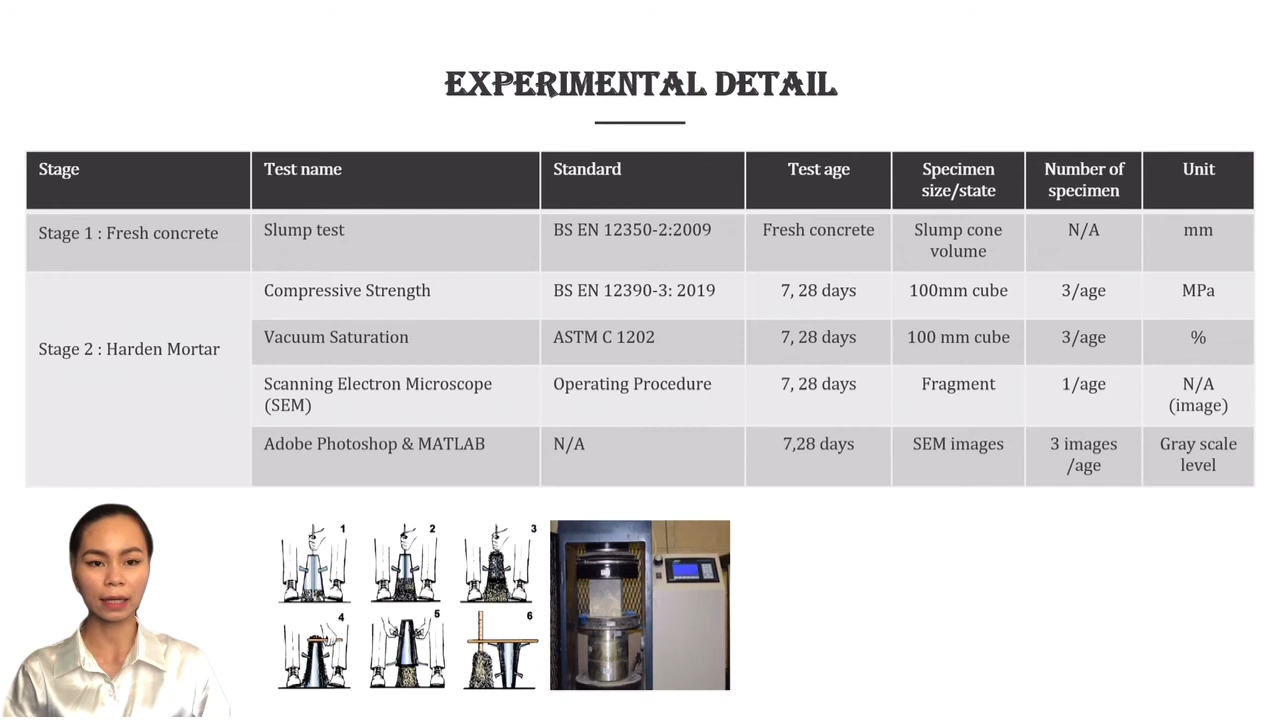 EXPERIMENTAL DETAIL
Stage
Test name
Standard
Test age
Specimen
size/state
Number of
specimen
Unit
Stage 1 : Fresh concrete
Slump test
BS EN 12350-2:2009
Fresh concrete
Slump cone
volume
N/A
mm
Stage 2 : Harden Mortar
Compressive Strength
BS EN 12390-3: 2019
7, 28 days
100mm cube
3/age
MPa
Vacuum Saturation
ASTM C 1202
7, 28 days
100 mm cube
3/age
%
Scanning Electron Microscope
(SEM)
Operating Procedure
7, 28 days
Fragment
1/age
N/A
(image)
Adobe Photoshop & MATLAB
N/A
7,28 days
SEM images
3 images
/age
Gray scale
level
1
2
3
4
5
6